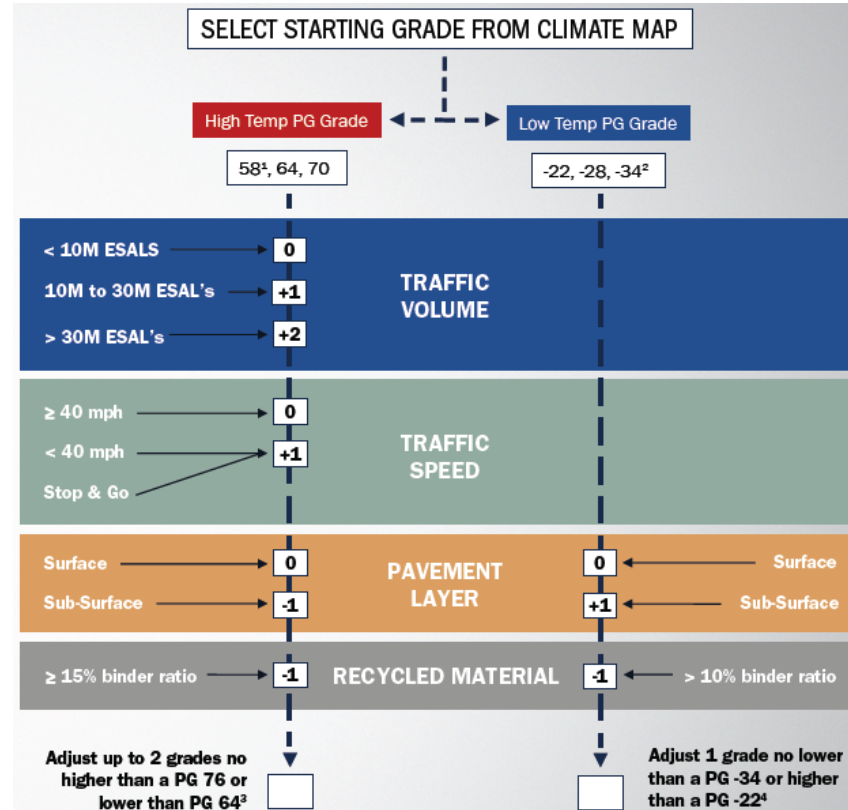 SELECT STARTING GRADE FROM CLIMATE MAP
High Temp PG Grade
Low Temp PG Grade
58¹, 64, 70
-22, -28, -34²
< 10M ESALS
0
10M to 30M ESAL's
+1
> 30M ESAL's
+2
TRAFFIC
VOLUME
≥ 40 mph
0
< 40 mph
+1
Stop & Go
TRAFFIC
SPEED
Surface
0
Sub-Surface
-1
PAVEMENT
LAYER
0
Surface
+1
Sub-Surface
≥ 15% binder ratio
-1
RECYCLED MATERIAL
-1
> 10% binder ratio
Adjust up to 2 grades no
higher than a PG 76 or
lower than PG 64³
Adjust 1 grade no lower
than a PG -34 or higher
than a PG -22⁴